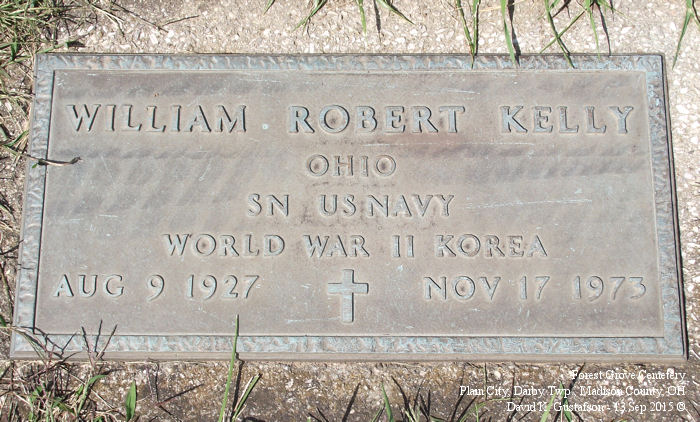 WILLIAM ROBERT KELLY
OHIO
SN US NAVY
WORLD WAR II KOREA
AUG 9 1927 NOV 17 1973
Forest Grove Cemetery
Plain City, Darby Twp., Madison County, OH
David R. Gustafson - 13 Sep 2015 ©